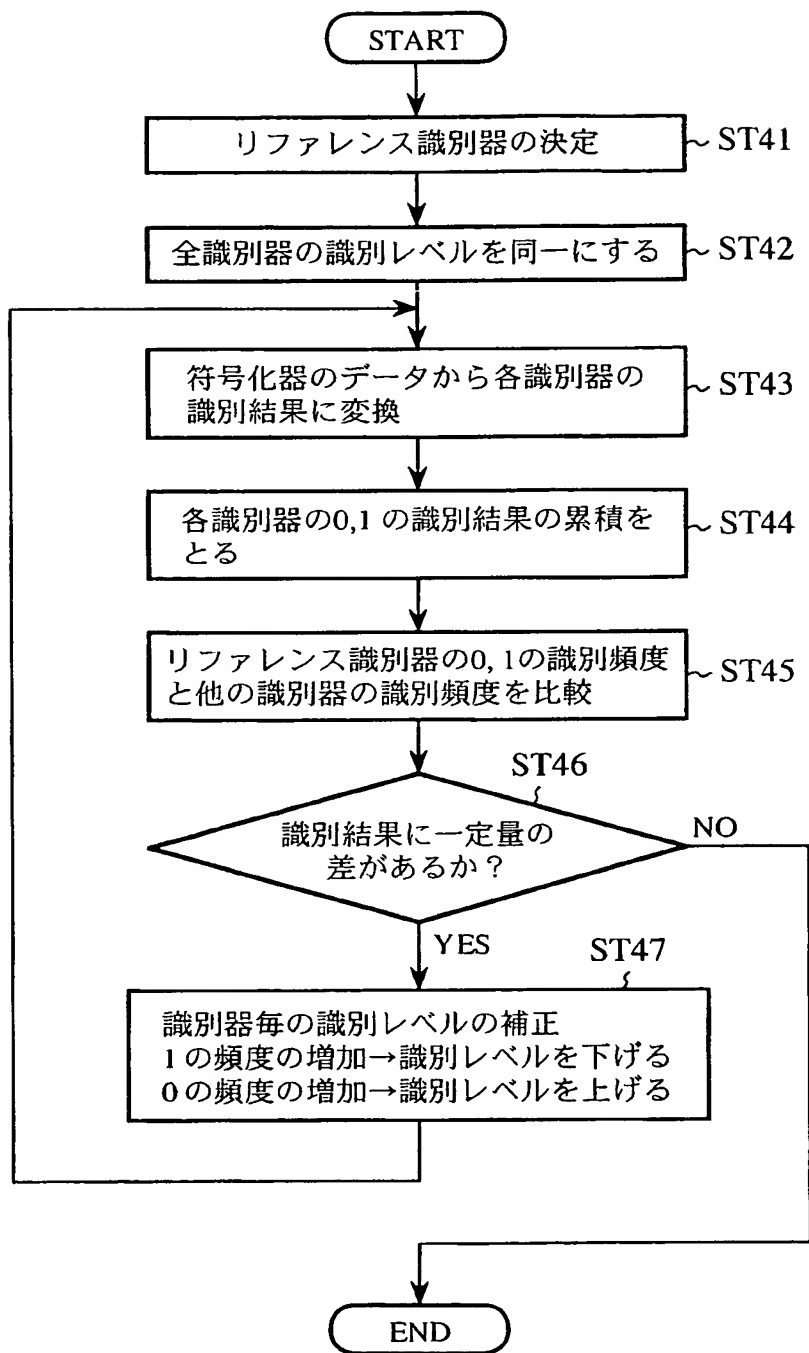 START
リファレンス識別器の決定
ST41
全識別器の識別レベルを同一にする
ST42
符号化器のデータから各識別器の
識別結果に変換
ST43
各識別器の0,1の識別結果の累積を
とる
ST44
リファレンス識別器の0,1の識別頻度
と他の識別器の識別頻度を比較
ST45
ST46
識別結果に一定量の
差があるか?
NO
YES
ST47
識別器毎の識別レベルの補正
1の頻度の増加→識別レベルを下げる
0の頻度の増加→識別レベルを上げる
END